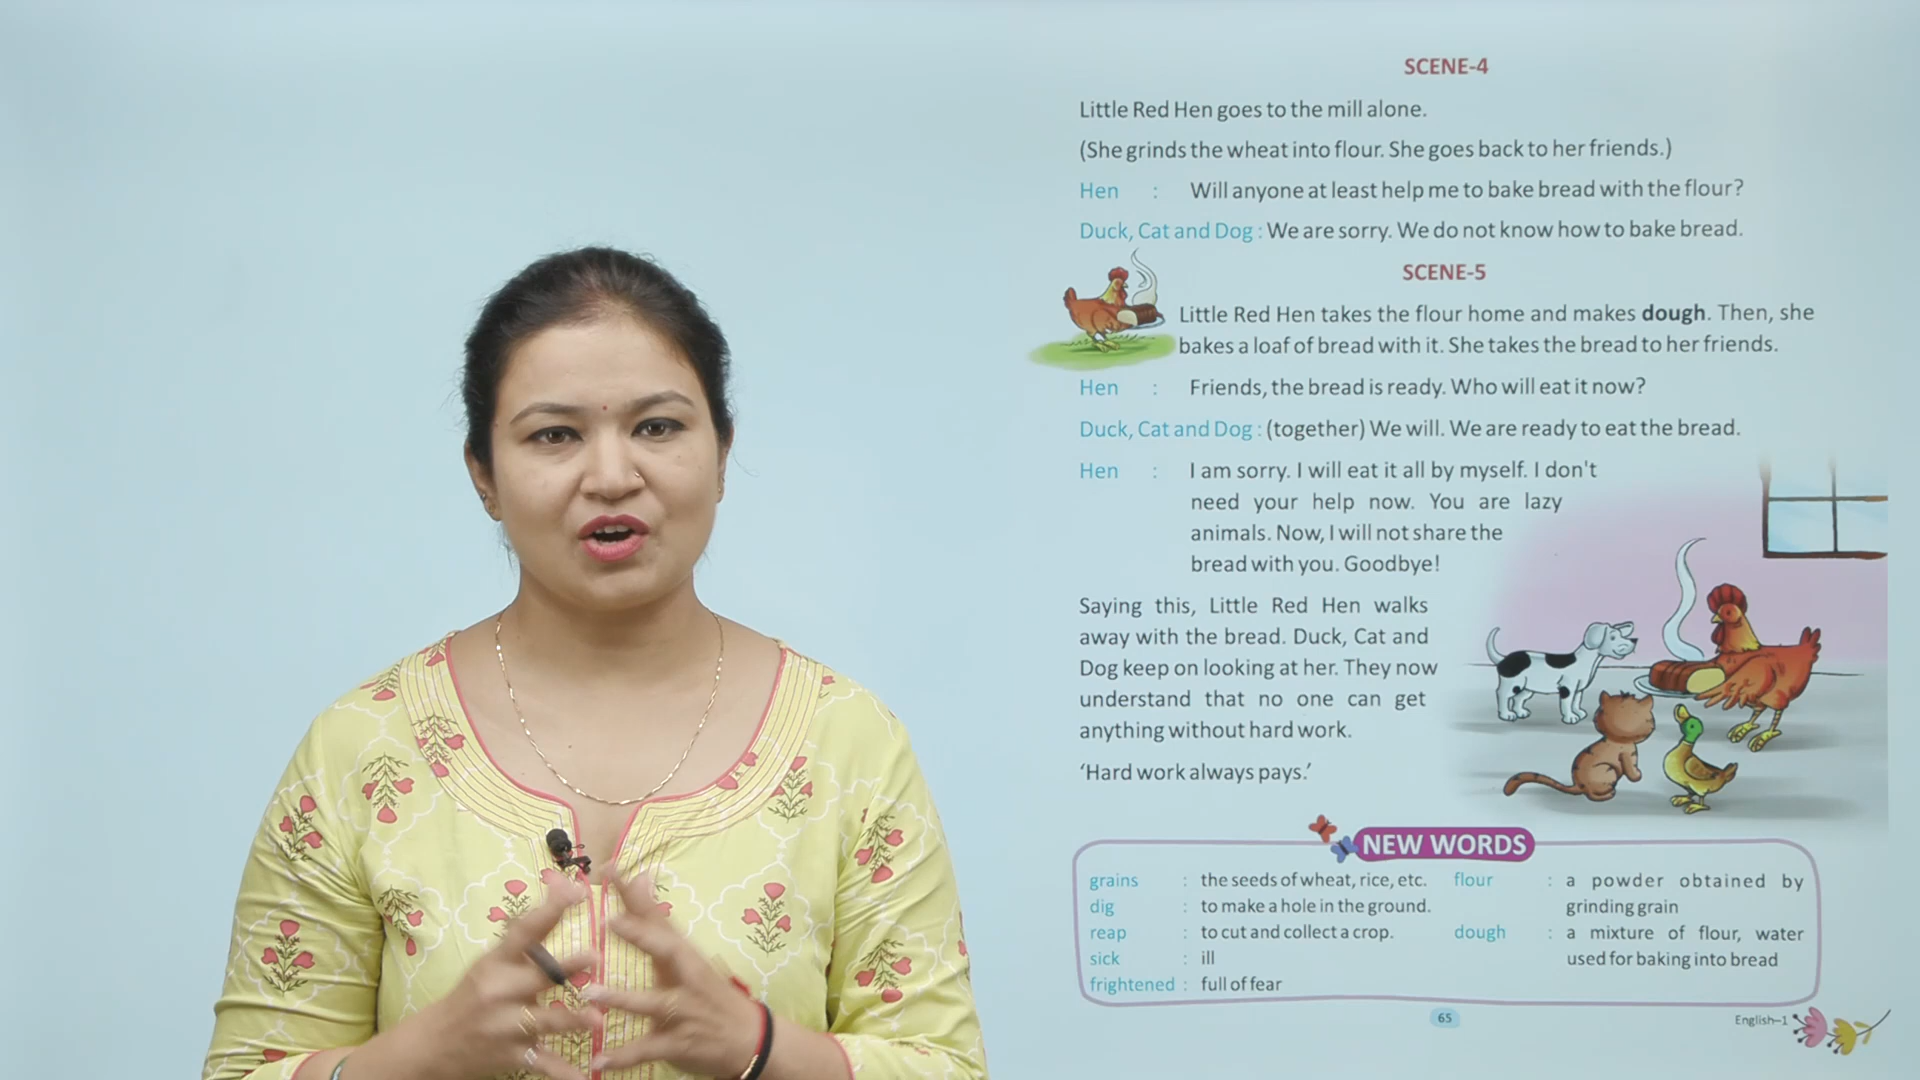 SCENE-4
Little Red Hen goes to the mill alone.
(She grinds the wheat into flour. She goes back to her friends.)
Hen : Will anyone at least help me to bake bread with the flour?
Duck, Cat and Dog : We are sorry. We do not know how to bake bread.
SCENE-5
Little Red Hen takes the flour home and makes dough. Then, she
bakes a loaf of bread with it. She takes the bread to her friends.
Hen : Friends, the bread is ready. Who will eat it now?
Duck, Cat and Dog : (together) We will. We are ready to eat the bread.
Hen : I am sorry. I will eat it all by myself. I don't
need your help now. You are lazy
animals. Now, I will not share the
bread with you. Goodbye!
Saying this, Little Red Hen walks
away with the bread. Duck, Cat and
Dog keep on looking at her. They now
understand that no one can get
anything without hard work.
‘Hard work always pays.’
NEW WORDS
grains : the seeds of wheat, rice, etc.
dig : to make a hole in the ground.
reap : to cut and collect a crop.
sick : ill
frightened : full of fear
flour : a powder obtained by
grinding grain
dough : a mixture of flour, water
used for baking into bread
65
English–1